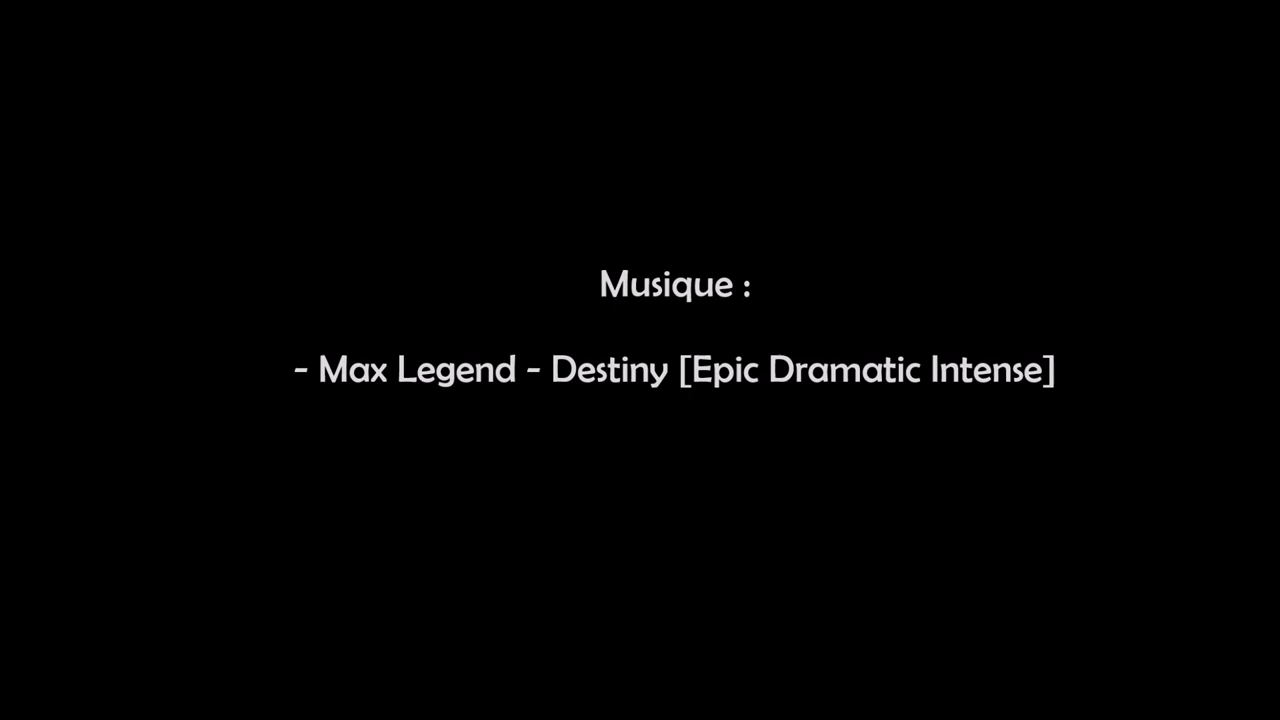 Musique :
- Max Legend - Destiny [Epic Dramatic Intense]